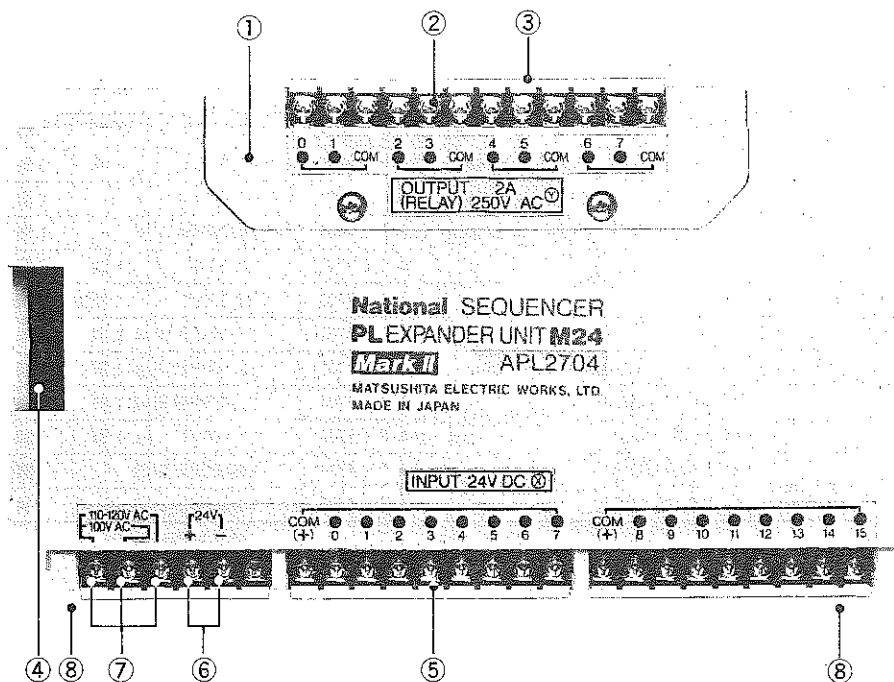 ① ② ③
0 1 COM 2 3 COM 4 5 COM 6 7 COM
OUTPUT 2A
(RELAY) 250V AC Ⓨ
National SEQUENCER
PL EXPANDER UNIT M24
Mark II APL2704
MATSUSHITA ELECTRIC WORKS, LTD.
MADE IN JAPAN
INPUT 24V DC Ⓧ
110-120V AC
100V AC
24V
+ −
COM
(+) 0 1 2 3 4 5 6 7
COM
(+) 8 9 10 11 12 13 14 15
④ ⑧ ⑦ ⑥ ⑤ ⑧